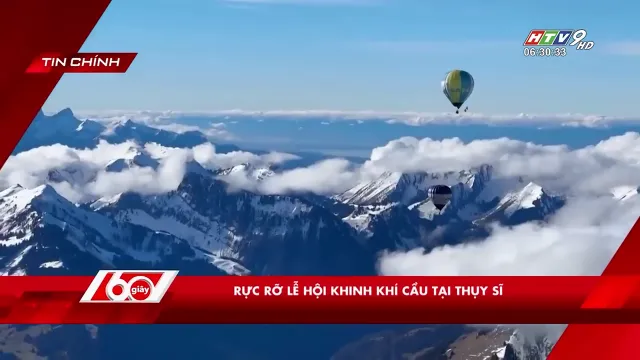 TIN CHÍNH
HTV9 HD
06:30:33
60 giây
RỰC RỠ LỄ HỘI KHINH KHÍ CẦU TẠI THỤY SĨ